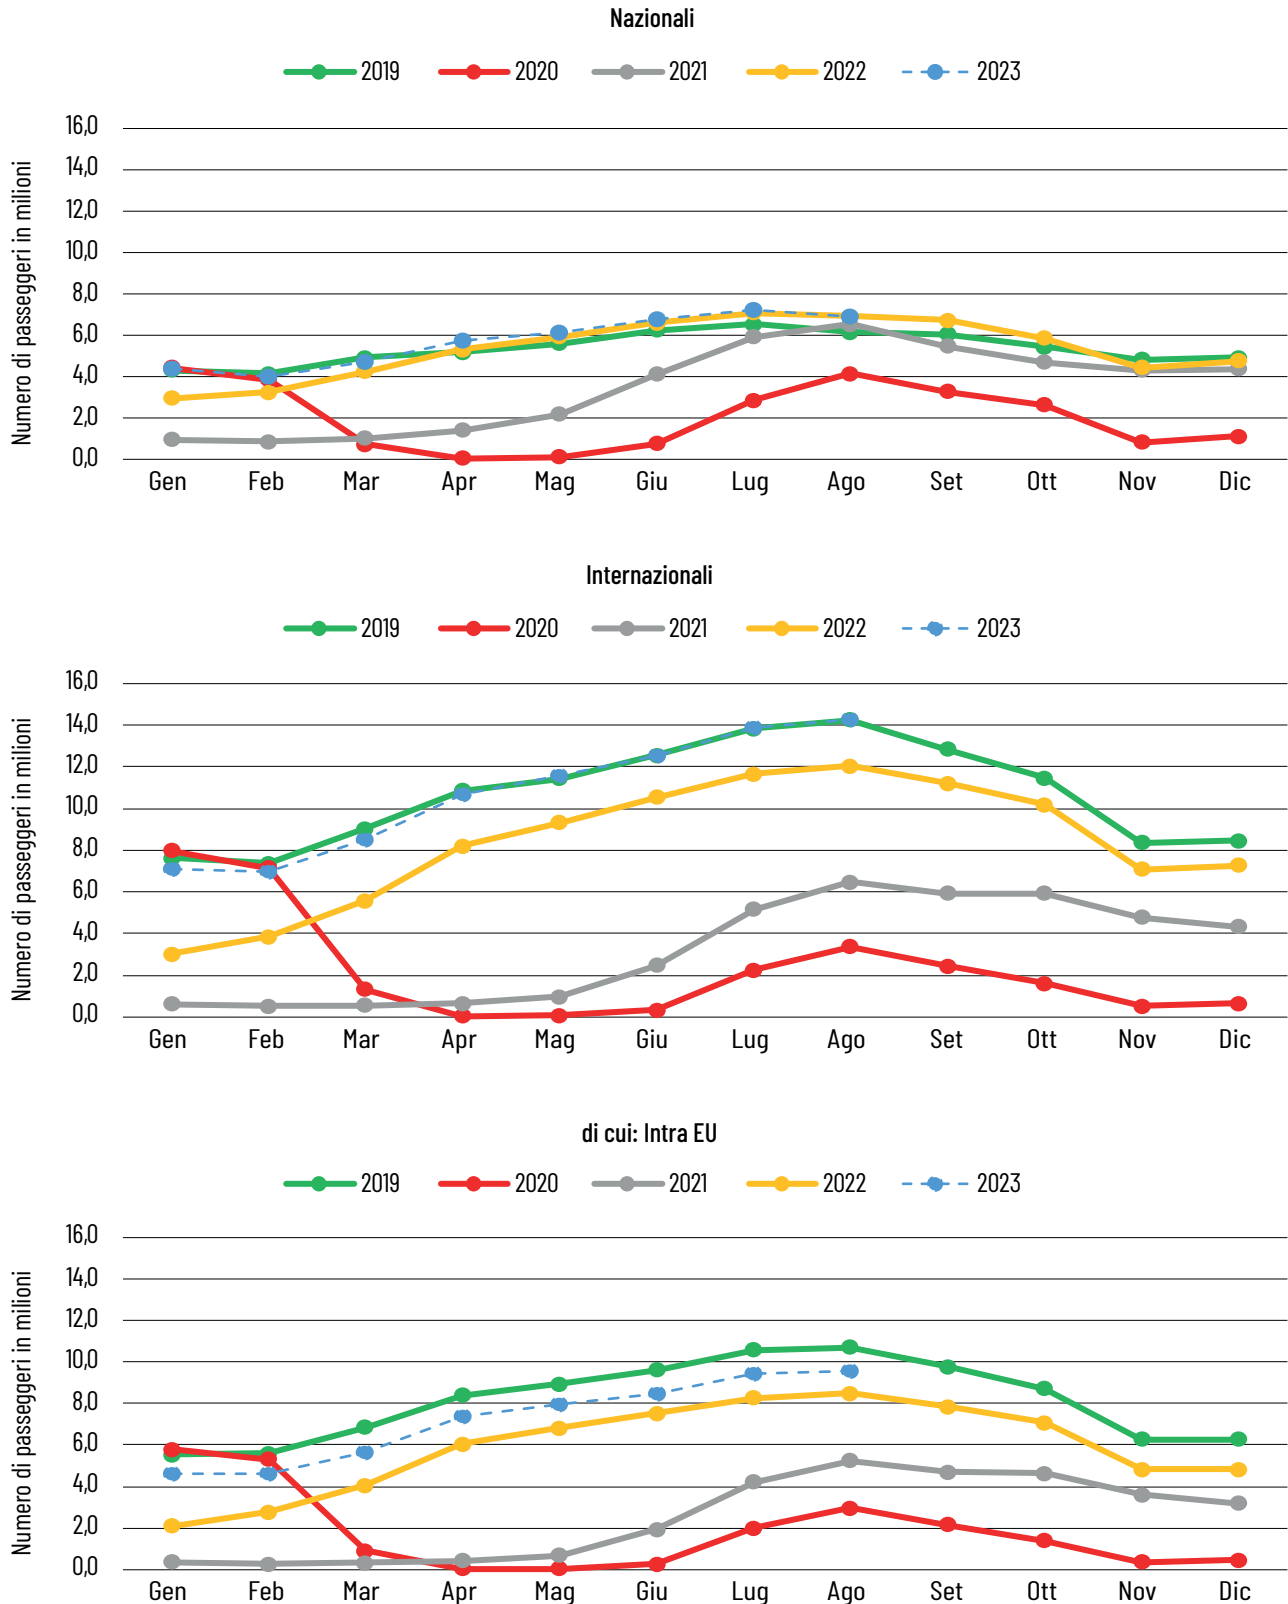 Nazionali
2019 2020 2021 2022 2023
Numero di passeggeri in milioni
16,0
14,0
12,0
10,0
8,0
6,0
4,0
2,0
0,0
Gen Feb Mar Apr Mag Giu Lug Ago Set Ott Nov Dic
Internazionali
2019 2020 2021 2022 2023
Numero di passeggeri in milioni
16,0
14,0
12,0
10,0
8,0
6,0
4,0
2,0
0,0
Gen Feb Mar Apr Mag Giu Lug Ago Set Ott Nov Dic
di cui: Intra EU
2019 2020 2021 2022 2023
Numero di passeggeri in milioni
16,0
14,0
12,0
10,0
8,0
6,0
4,0
2,0
0,0
Gen Feb Mar Apr Mag Giu Lug Ago Set Ott Nov Dic